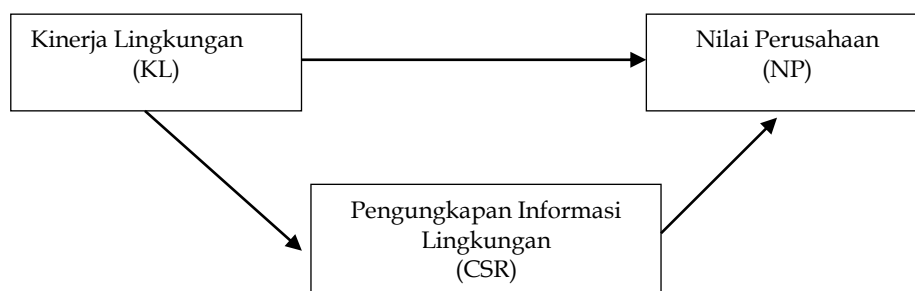 Kinerja Lingkungan
(KL)
Nilai Perusahaan
(NP)
Pengungkapan Informasi
Lingkungan
(CSR)